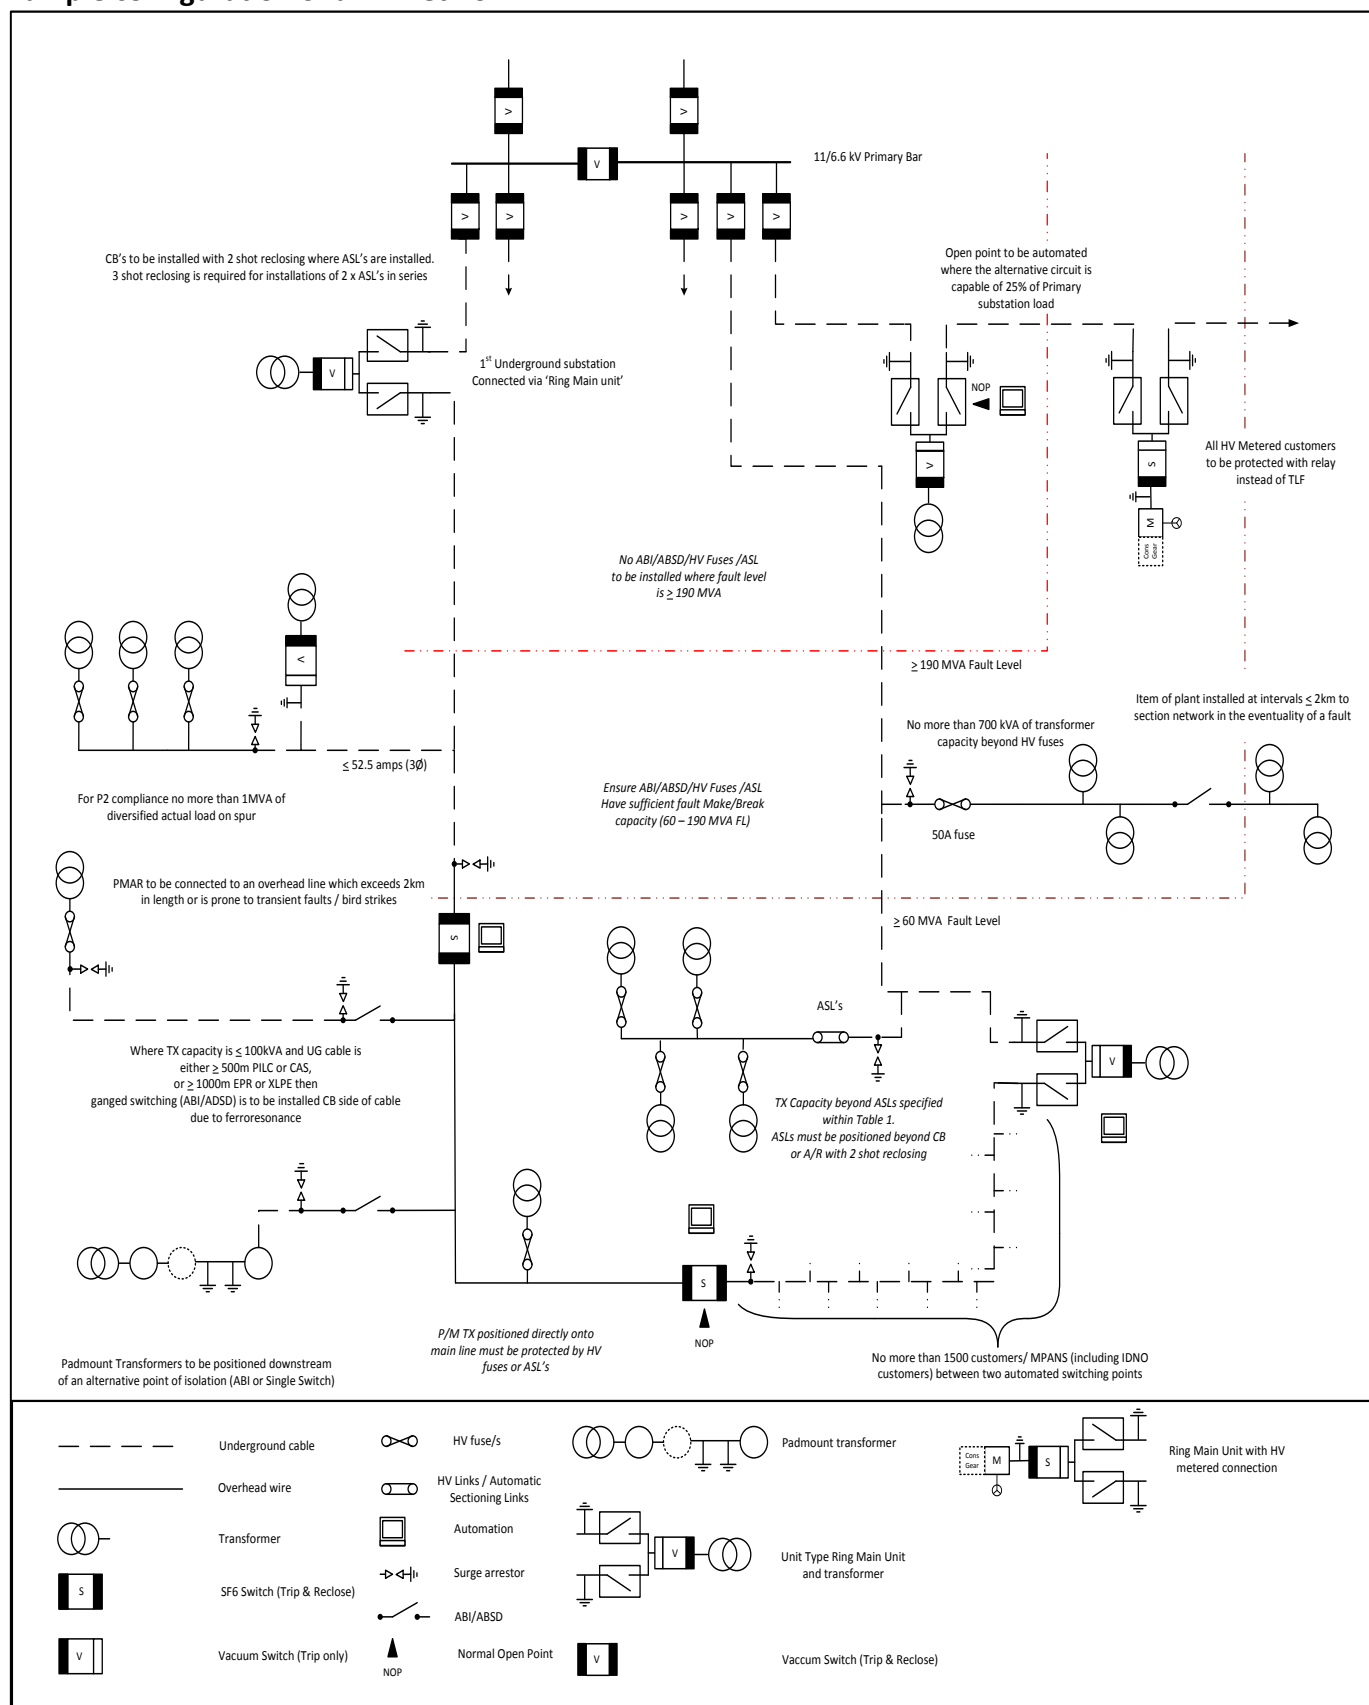 V
V
V
11/6.6 kV Primary Bar
V
V
V
V
V
CB's to be installed with 2 shot reclosing where ASL's are installed.
3 shot reclosing is required for installations of 2 x ASL's in series
Open point to be automated
where the alternative circuit is
capable of 25% of Primary
substation load
1st Underground substation
Connected via 'Ring Main unit'
V
NOP
V
S
M
Cons
Gear
All HV Metered customers
to be protected with relay
instead of TLF
No ABI/ABSD/HV Fuses /ASL
to be installed where fault level
is ≥ 190 MVA
V
≥ 190 MVA Fault Level
Item of plant installed at intervals ≤ 2km to
section network in the eventuality of a fault
No more than 700 kVA of transformer
capacity beyond HV fuses
≤ 52.5 amps (3Ø)
For P2 compliance no more than 1MVA of
diversified actual load on spur
Ensure ABI/ABSD/HV Fuses /ASL
Have sufficient fault Make/Break
capacity (60 – 190 MVA FL)
50A fuse
PMAR to be connected to an overhead line which exceeds 2km
in length or is prone to transient faults / bird strikes
≥ 60 MVA Fault Level
S
ASL's
Where TX capacity is ≤ 100kVA and UG cable is
either ≥ 500m PILC or CAS,
or ≥ 1000m EPR or XLPE then
ganged switching (ABI/ADSD) is to be installed CB side of cable
due to ferroresonance
V
TX Capacity beyond ASLs specified
within Table 1.
ASLs must be positioned beyond CB
or A/R with 2 shot reclosing
S
NOP
P/M TX positioned directly onto
main line must be protected by HV
fuses or ASL's
Padmount Transformers to be positioned downstream
of an alternative point of isolation (ABI or Single Switch)
No more than 1500 customers/ MPANS (including IDNO
customers) between two automated switching points
Underground cable
HV fuse/s
Padmount transformer
Cons
Gear
M
S
Ring Main Unit with HV
metered connection
Overhead wire
HV Links / Automatic
Sectioning Links
Transformer
Automation
V
Unit Type Ring Main Unit
and transformer
S
SF6 Switch (Trip & Reclose)
Surge arrestor
ABI/ABSD
V
Vacuum Switch (Trip only)
NOP
Normal Open Point
V
Vaccum Switch (Trip & Reclose)